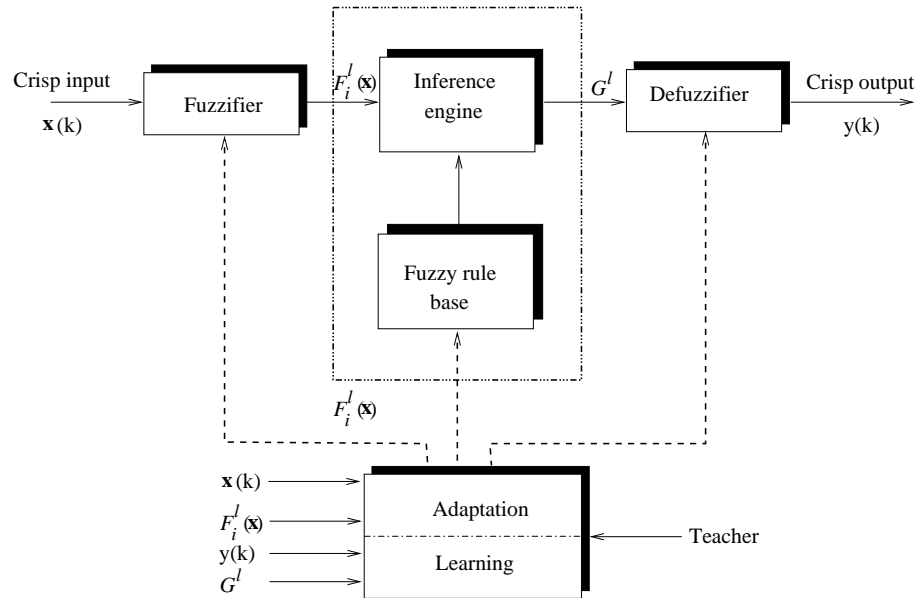 Crisp input
x(k)
Fuzzifier
F_i^l(x)
Inference
engine
G^l
Defuzzifier
Crisp output
y(k)
Fuzzy rule
base
F_i^l(x)
x(k)
F_i^l(x)
y(k)
G^l
Adaptation
Learning
Teacher